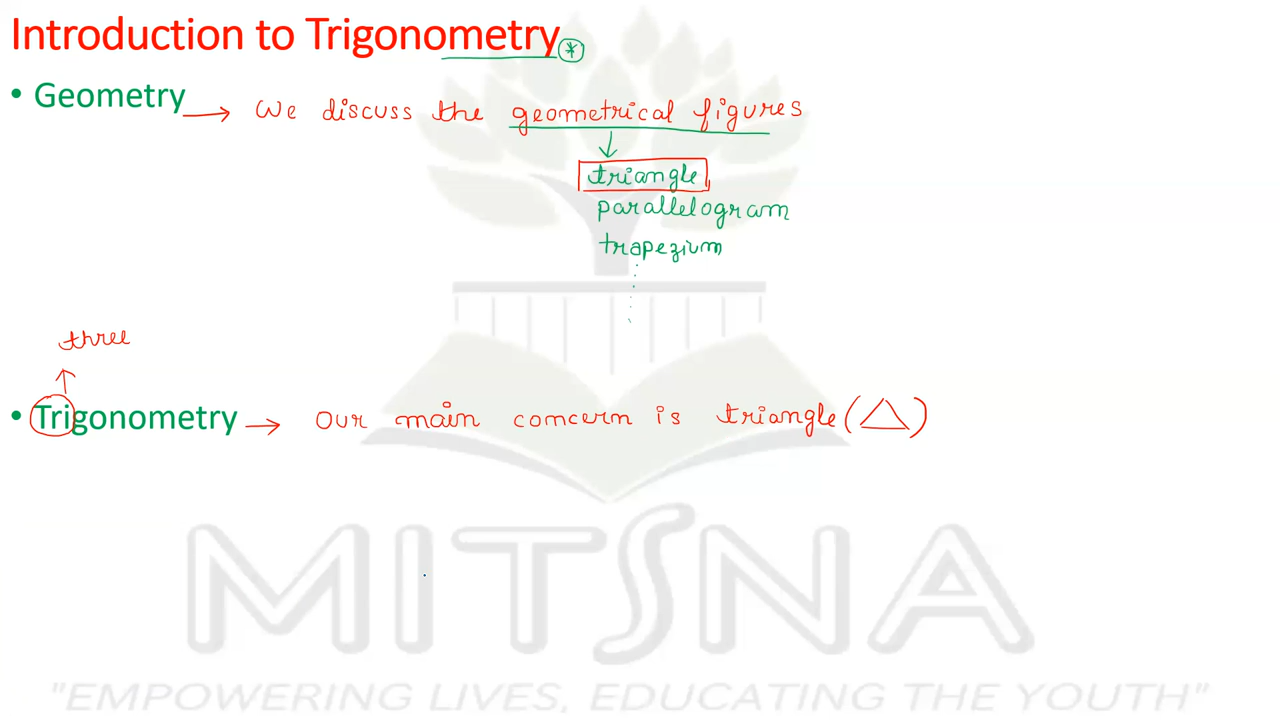 Introduction to Trigonometry *
• Geometry → We discuss the geometrical figures
triangle
parallelogram
trapezium
three
• Trigonometry → Our main concern is triangle (△)
MITSNA
"EMPOWERING LIVES, EDUCATING THE YOUTH"